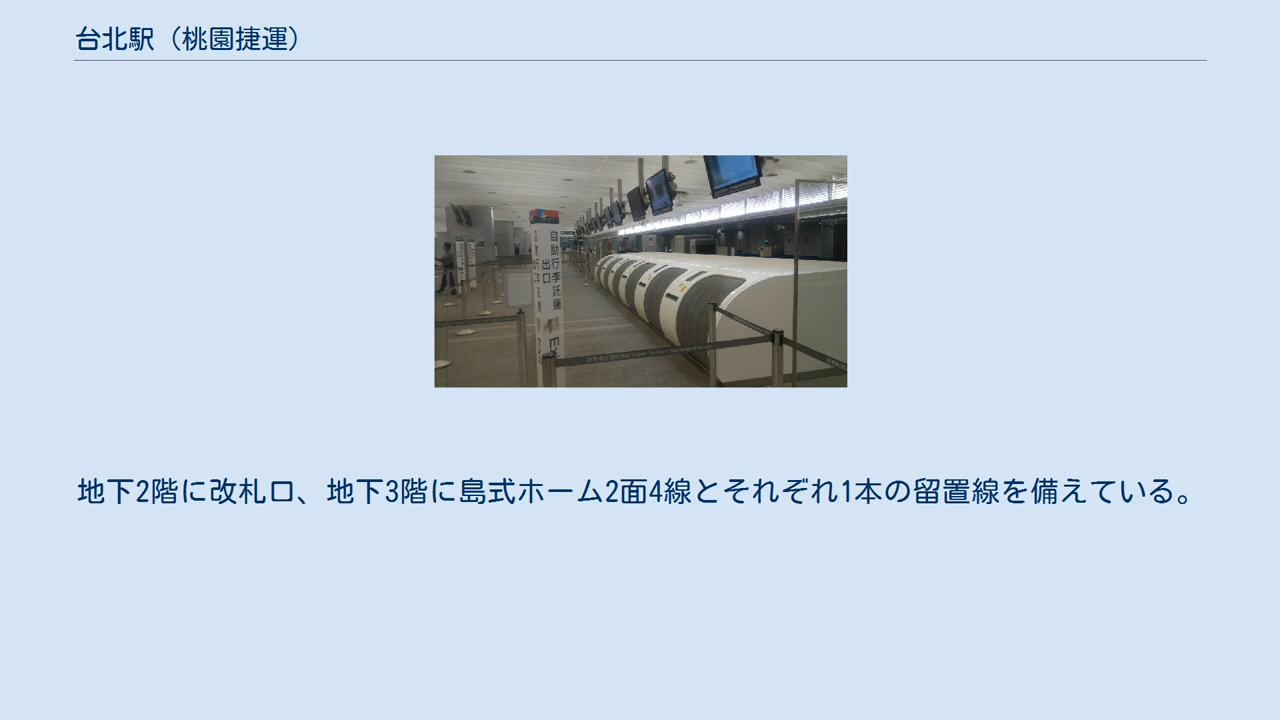 台北駅（桃園捷運）
自助行李託運
出口
地下2階に改札口、地下3階に島式ホーム2面4線とそれぞれ1本の留置線を備えている。